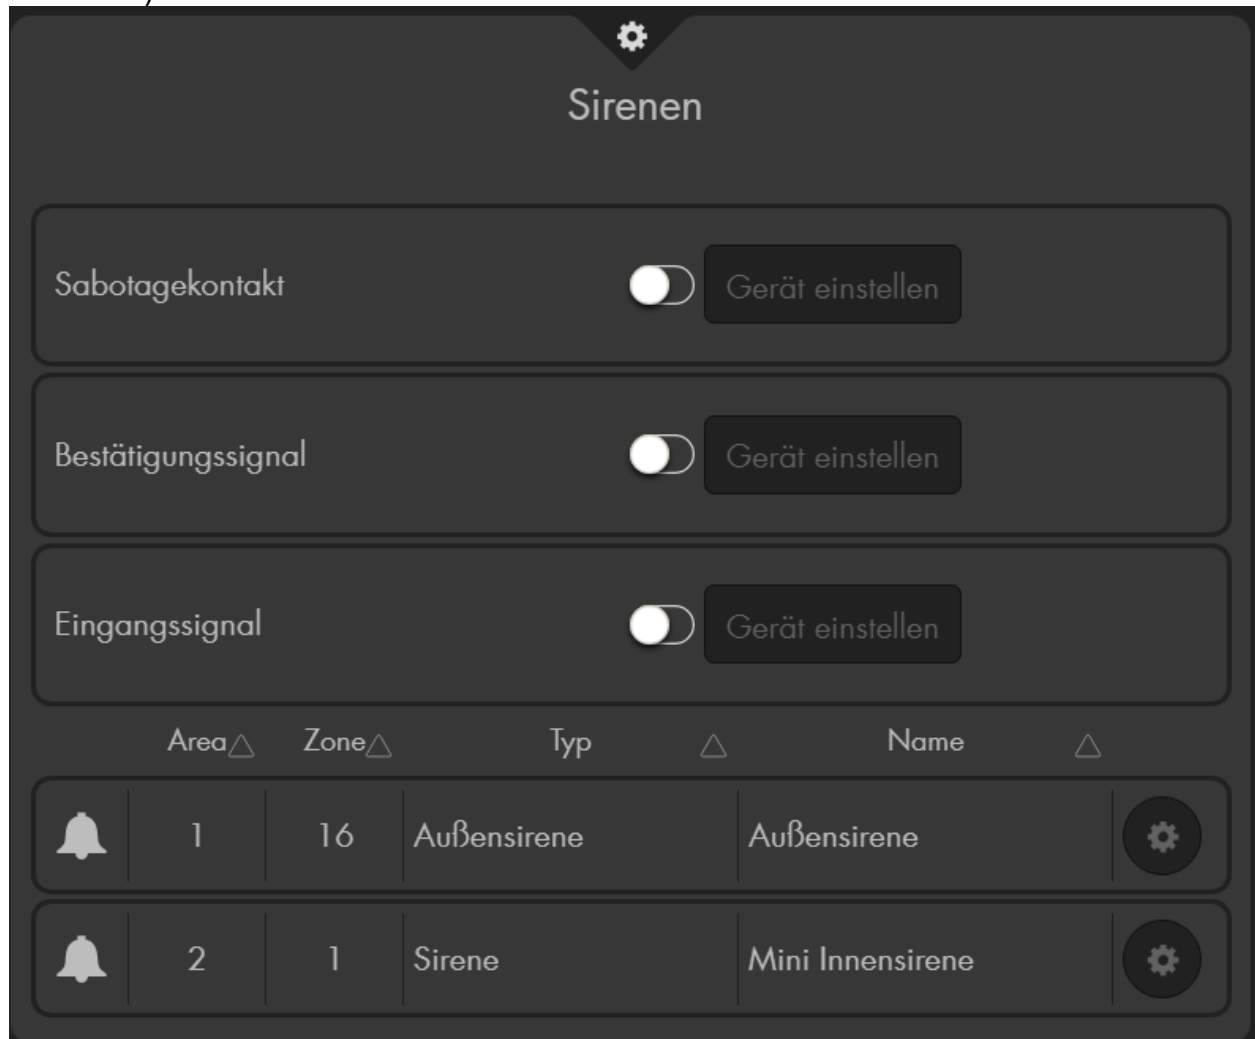 Sirenen
Sabotagekontakt Gerät einstellen
Bestätigungssignal Gerät einstellen
Eingangssignal Gerät einstellen
Area Zone Typ Name
1 16 Außensirene Außensirene
2 1 Sirene Mini Innensirene